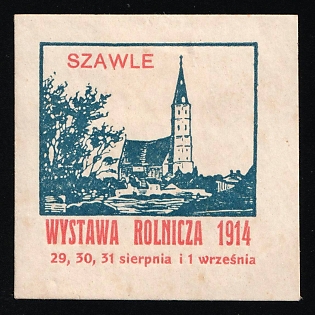 SZAWLE
WYSTAWA ROLNICZA 1914
29, 30, 31 sierpnia i 1 września